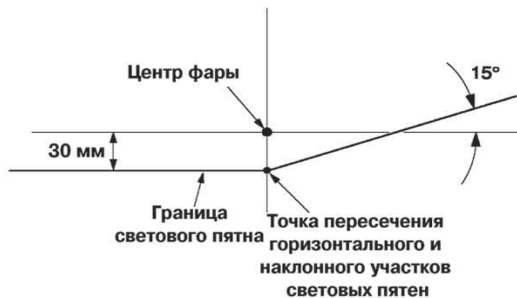 15°
Центр фары
30 мм
Граница
светового пятна
Точка пересечения
горизонтального и
наклонного участков
световых пятен